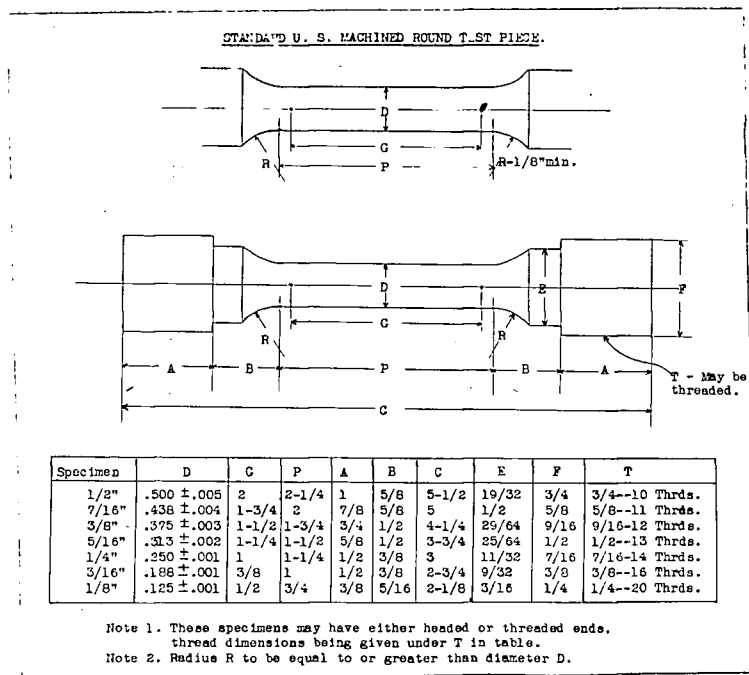 STANDARD U. S. MACHINED ROUND TEST PIECE.
D
G
R
P
R-1/8"min.
D
E
F
G
R
R
A B P B A
T - May be
threaded.
C
Specimen D G P A B C E F T
1/2" .500 ±.005 2 2-1/4 1 5/8 5-1/2 19/32 3/4 3/4--10 Thrds.
7/16" .438 ±.004 1-3/4 2 7/8 5/8 5 1/2 5/8 5/8--11 Thrds.
3/8" .375 ±.003 1-1/2 1-3/4 3/4 1/2 4-1/4 29/64 9/16 9/16-12 Thrds.
5/16" .313 ±.002 1-1/4 1-1/2 5/8 1/2 3-3/4 25/64 1/2 1/2--13 Thrds.
1/4" .250 ±.001 1 1-1/4 1/2 3/8 3 11/32 7/16 7/16-14 Thrds.
3/16" .188 ±.001 3/8 1 1/2 3/8 2-3/4 9/32 3/8 3/8--16 Thrds.
1/8" .125 ±.001 1/2 3/4 3/8 5/16 2-1/8 3/16 1/4 1/4--20 Thrds.
Note 1. These specimens may have either headed or threaded ends,
thread dimensions being given under T in table.
Note 2. Radius R to be equal to or greater than diameter D.